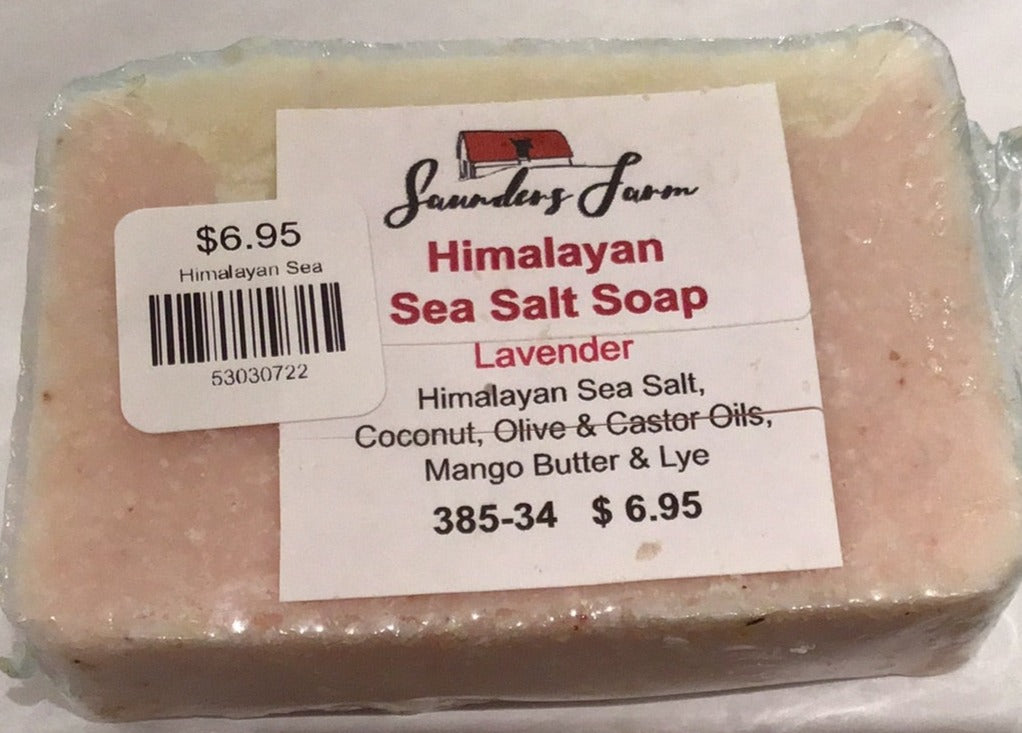 Saunders Farm
$6.95
Himalayan Sea
53030722
Himalayan
Sea Salt Soap
Lavender
Himalayan Sea Salt,
Coconut, Olive & Castor Oils,
Mango Butter & Lye
385-34 $ 6.95